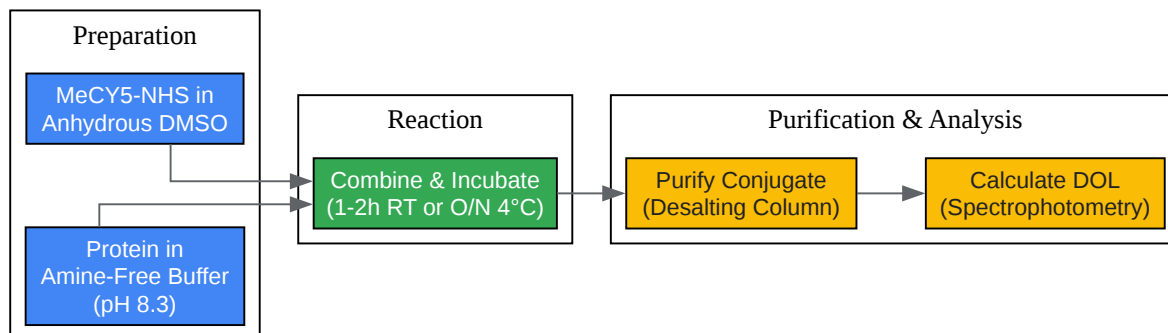 Preparation
MeCY5-NHS in
Anhydrous DMSO
Protein in
Amine-Free Buffer
(pH 8.3)
Reaction
Combine & Incubate
(1-2h RT or O/N 4°C)
Purification & Analysis
Purify Conjugate
(Desalting Column)
Calculate DOL
(Spectrophotometry)